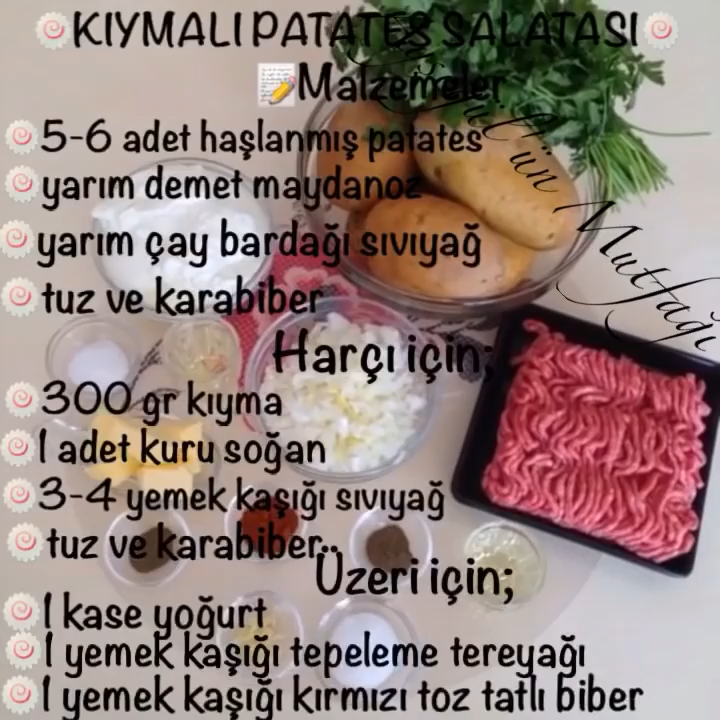 KIYMALI PATATES SALATASI
Malzemeler
5-6 adet haşlanmış patates
yarım demet maydanoz
yarım çay bardağı sıvıyağ
tuz ve karabiber
Harçı için;
300 gr kıyma
1 adet kuru soğan
3-4 yemek kaşığı sıvıyağ
tuz ve karabiber..
Üzeri için;
1 kase yoğurt
1 yemek kaşığı tepeleme tereyağı
1 yemek kaşığı kırmızı toz tatlı biber
Mutfağı